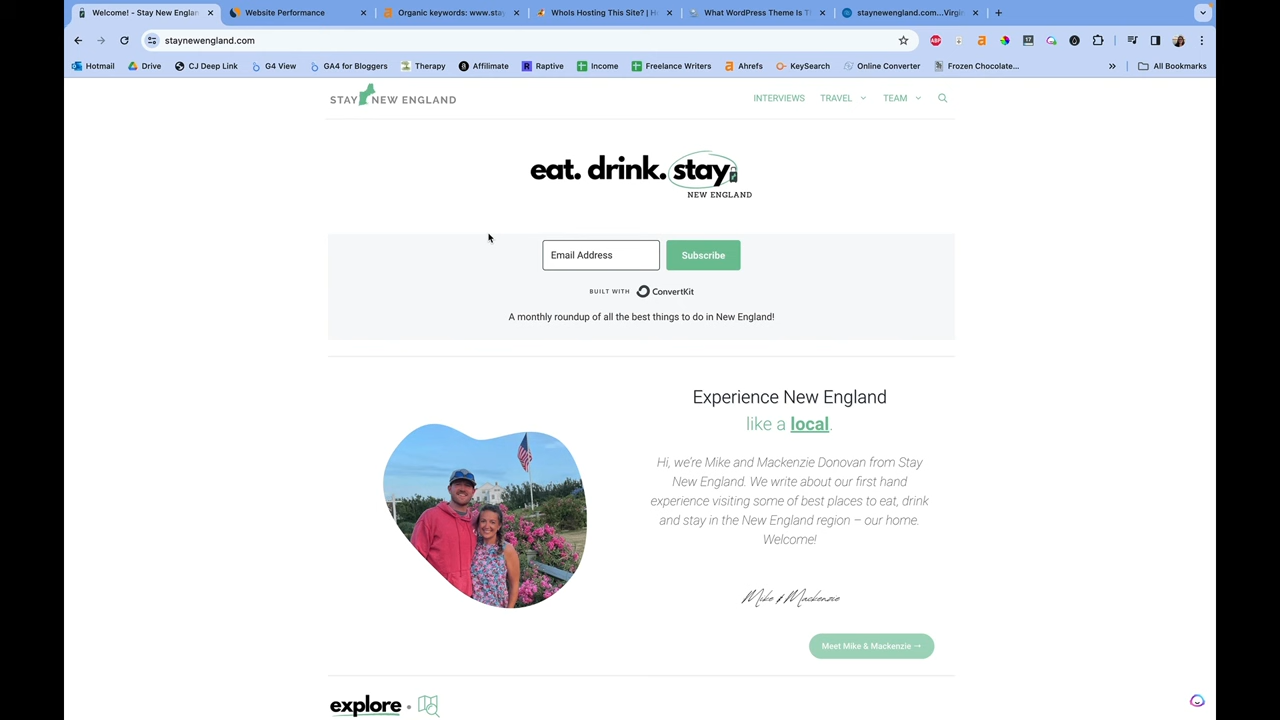 Welcome! - Stay New Englan
Website Performance
Organic keywords: www.stay
WhoIs Hosting This Site? | H
What WordPress Theme Is T
staynewengland.com...Virgi
staynewengland.com
Hotmail Drive CJ Deep Link G4 View GA4 for Bloggers Therapy Affilimate Raptive Income Freelance Writers Ahrefs KeySearch Online Converter Frozen Chocolate... » All Bookmarks
STAY NEW ENGLAND
INTERVIEWS TRAVEL TEAM
eat. drink. stay
NEW ENGLAND
Email Address Subscribe
BUILT WITH ConvertKit
A monthly roundup of all the best things to do in New England!
Experience New England
like a local.
Hi, we're Mike and Mackenzie Donovan from Stay
New England. We write about our first hand
experience visiting some of best places to eat, drink
and stay in the New England region – our home.
Welcome!
Mike & Mackenzie
Meet Mike & Mackenzie →
explore •